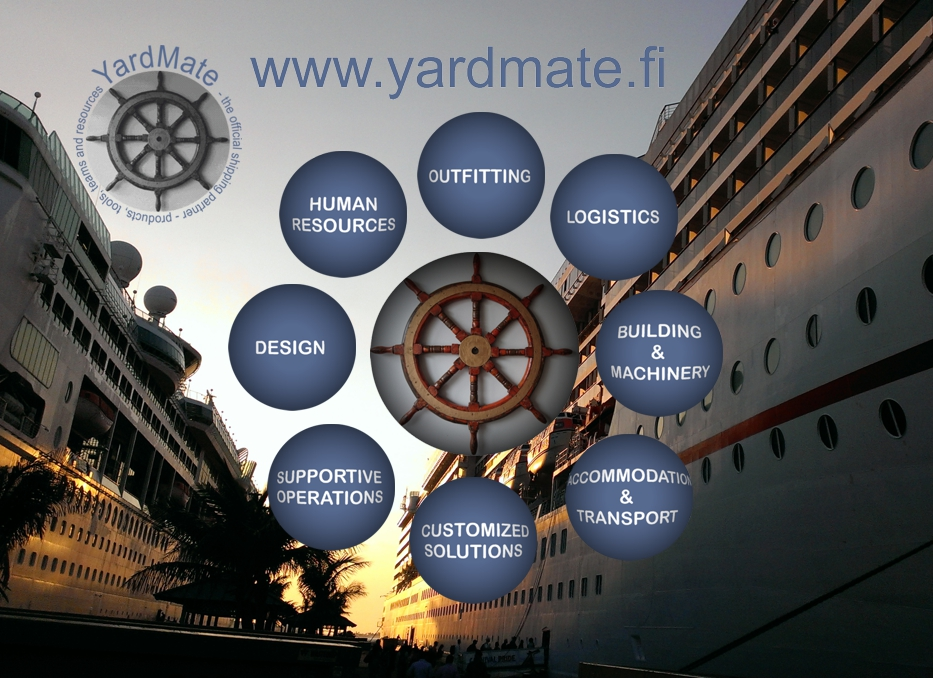 www.yardmate.fi
YardMate - the official shipping partner - products, tools, teams and resources
OUTFITTING
HUMAN
RESOURCES
LOGISTICS
DESIGN
BUILDING
&
MACHINERY
SUPPORTIVE
OPERATIONS
ACCOMMODATION
&
TRANSPORT
CUSTOMIZED
SOLUTIONS